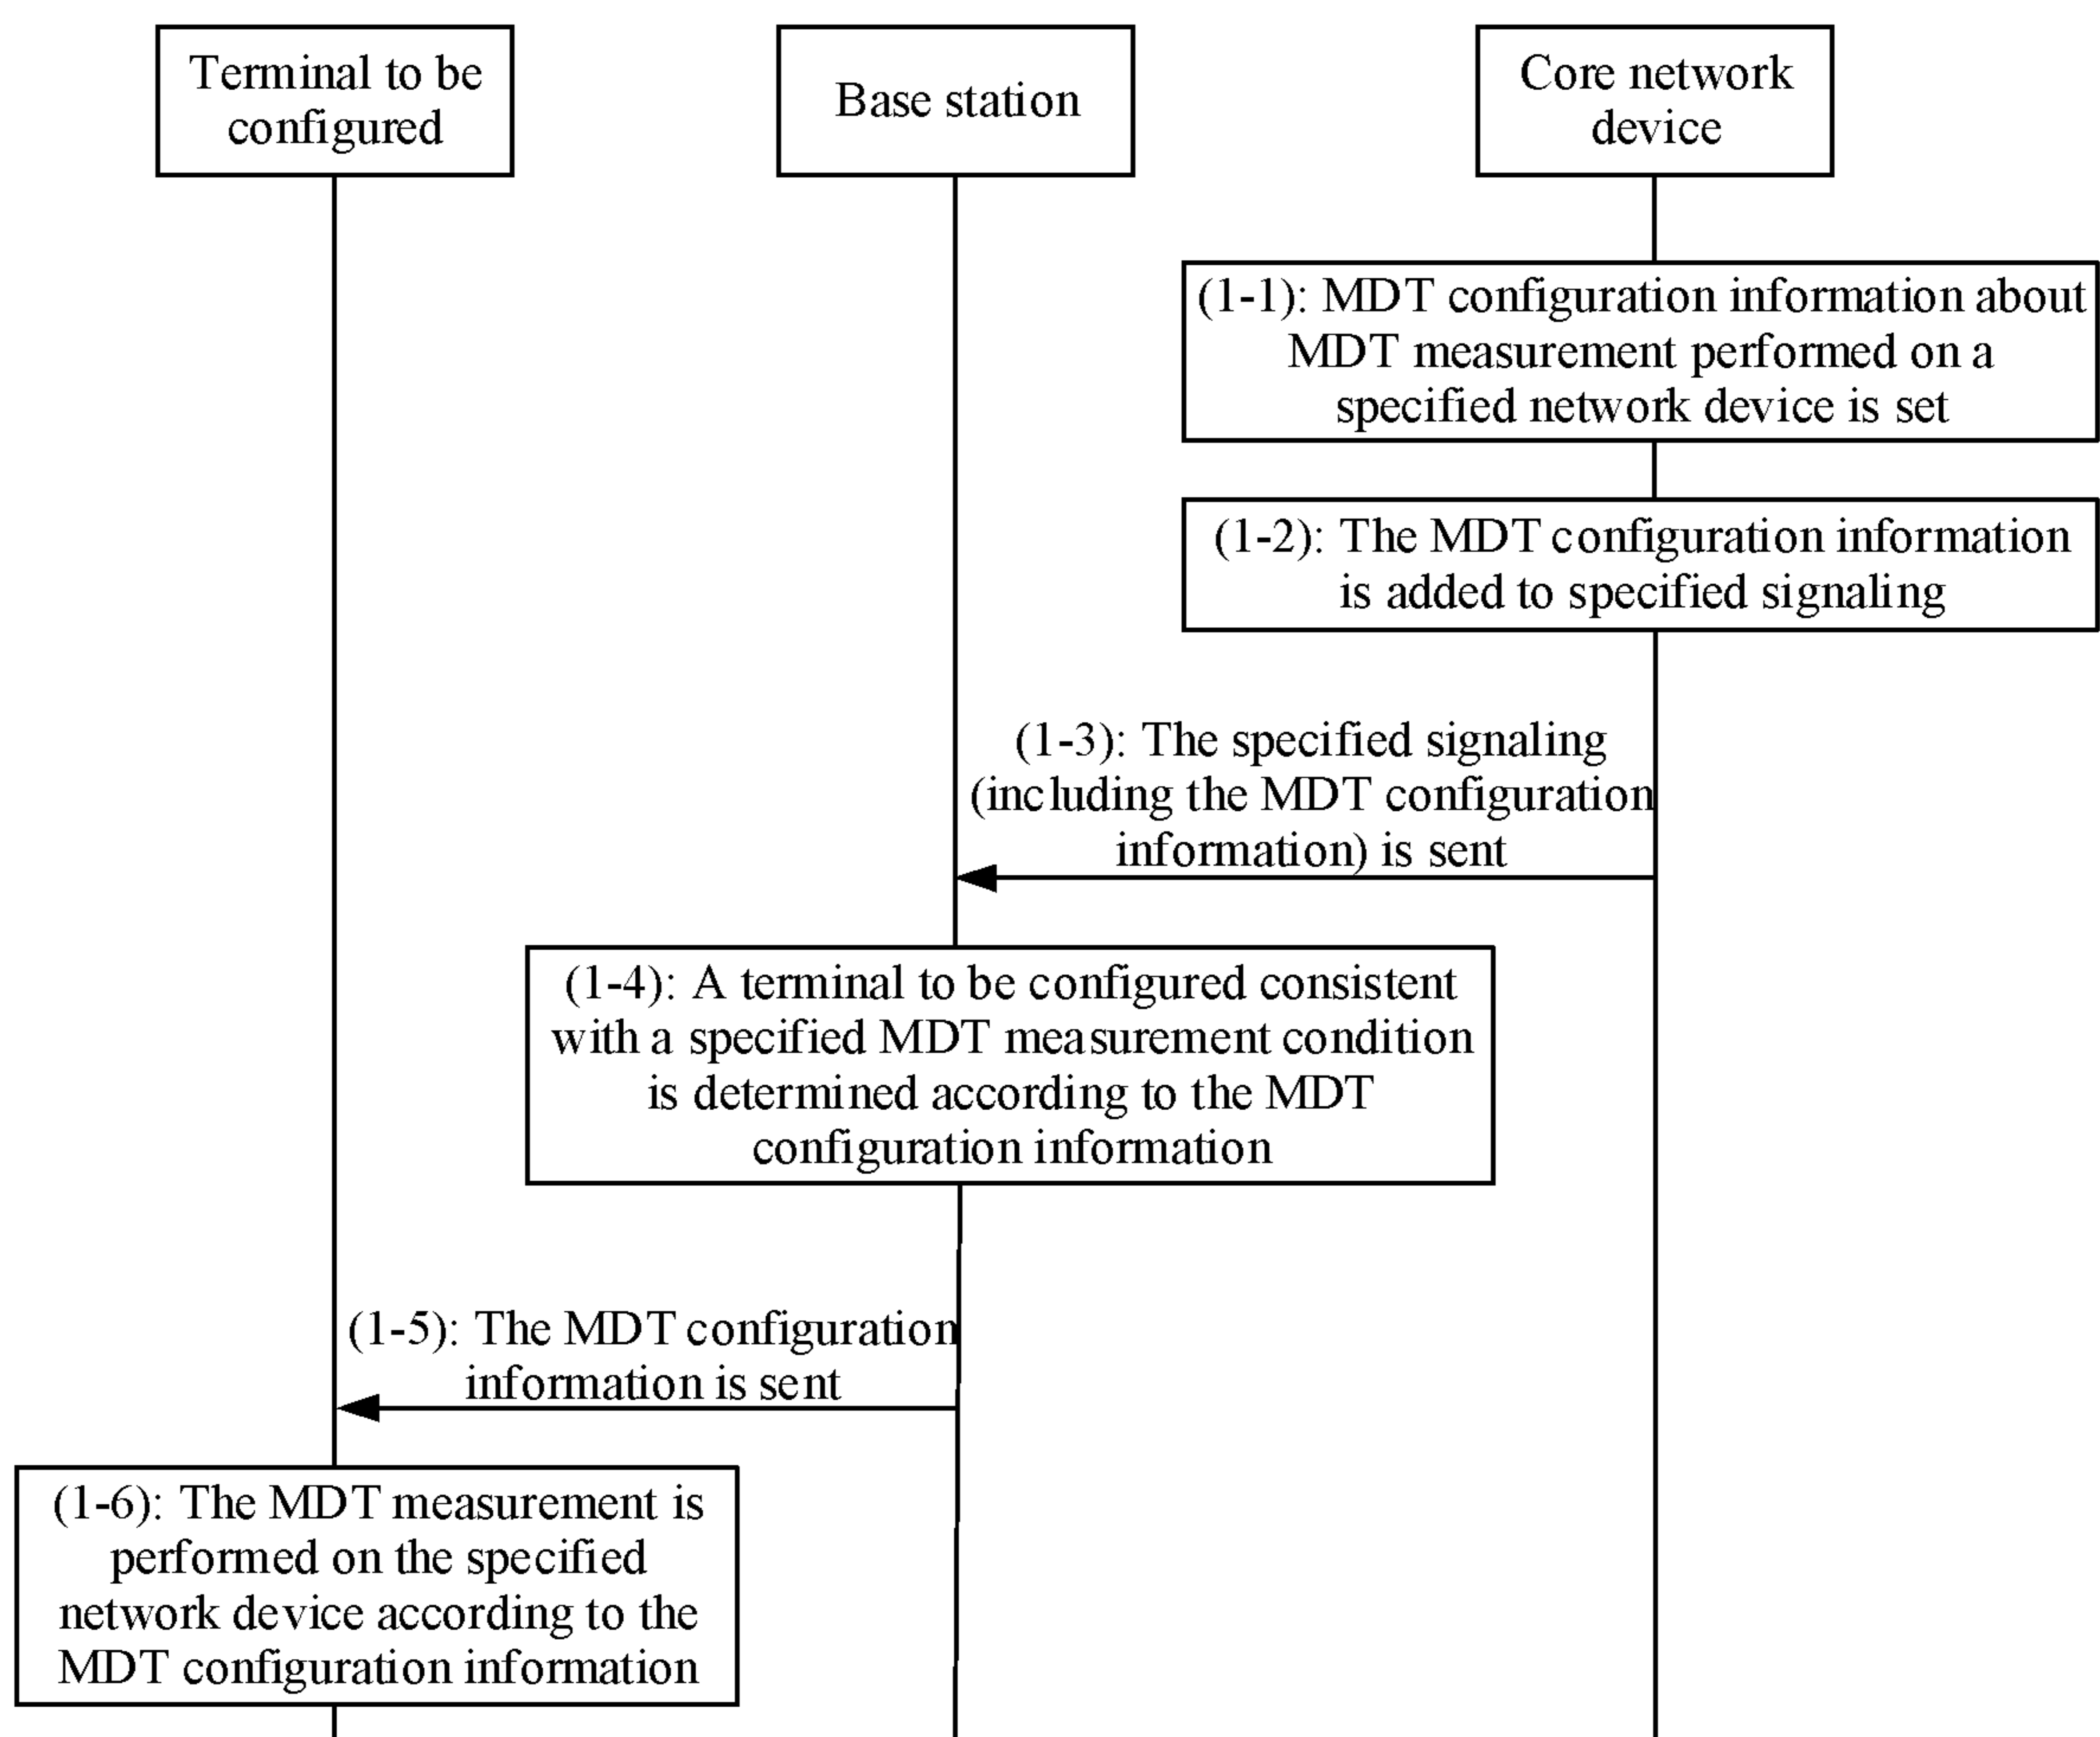 Terminal to be
configured
Base station
Core network
device
(1-1): MDT configuration information about
MDT measurement performed on a
specified network device is set
(1-2): The MDT configuration information
is added to specified signaling
(1-3): The specified signaling
(including the MDT configuration
information) is sent
(1-4): A terminal to be configured consistent
with a specified MDT measurement condition
is determined according to the MDT
configuration information
(1-5): The MDT configuration
information is sent
(1-6): The MDT measurement is
performed on the specified
network device according to the
MDT configuration information